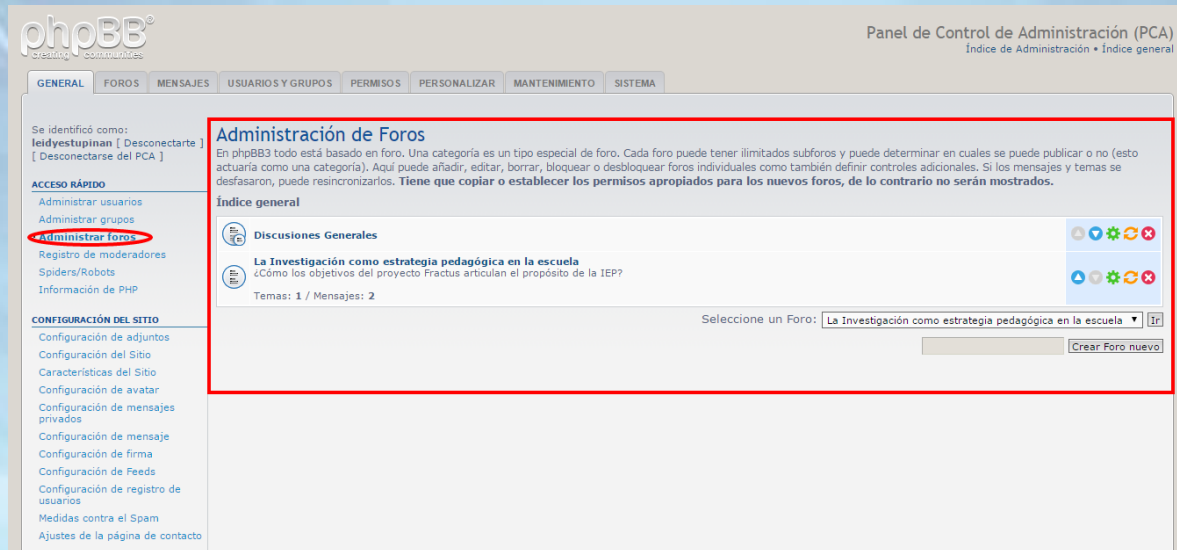 phpBB®
creating communities
Panel de Control de Administración (PCA)
Índice de Administración • Índice general
GENERAL FOROS MENSAJES USUARIOS Y GRUPOS PERMISOS PERSONALIZAR MANTENIMIENTO SISTEMA
Se identificó como:
leidyestupinan [ Desconectarte ]
[ Desconectarse del PCA ]
ACCESO RÁPIDO
Administrar usuarios
Administrar grupos
Administrar foros
Registro de moderadores
Spiders/Robots
Información de PHP
CONFIGURACIÓN DEL SITIO
Configuración de adjuntos
Configuración del Sitio
Características del Sitio
Configuración de avatar
Configuración de mensajes
privados
Configuración de mensaje
Configuración de firma
Configuración de Feeds
Configuración de registro de
usuarios
Medidas contra el Spam
Ajustes de la página de contacto
Administración de Foros
En phpBB3 todo está basado en foro. Una categoría es un tipo especial de foro. Cada foro puede tener ilimitados subforos y puede determinar en cuales se puede publicar o no (esto
actuaría como una categoría). Aquí puede añadir, editar, borrar, bloquear o desbloquear foros individuales como también definir controles adicionales. Si los mensajes y temas se
desfasaron, puede resincronizarlos. Tiene que copiar o establecer los permisos apropiados para los nuevos foros, de lo contrario no serán mostrados.
Índice general
Discusiones Generales
La Investigación como estrategia pedagógica en la escuela
¿Cómo los objetivos del proyecto Fractus articulan el propósito de la IEP?
Temas: 1 / Mensajes: 2
Seleccione un Foro: La Investigación como estrategia pedagógica en la escuela Ir
Crear Foro nuevo